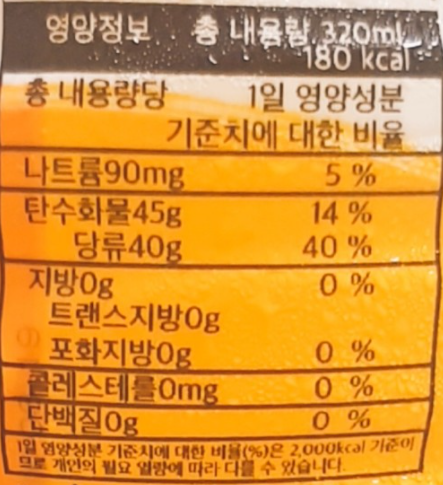 영양정보 총 내용량 320ml
180 kcal
총 내용량당 1일 영양성분
기준치에 대한 비율
나트륨90mg 5 %
탄수화물45g 14 %
당류40g 40 %
지방0g 0 %
트랜스지방0g
포화지방0g 0 %
콜레스테롤0mg 0 %
단백질0g 0 %
1일 영양성분 기준치에 대한 비율(%)은 2,000kcal 기준이
므로 개인의 필요 열량에 따라 다를 수 있습니다.